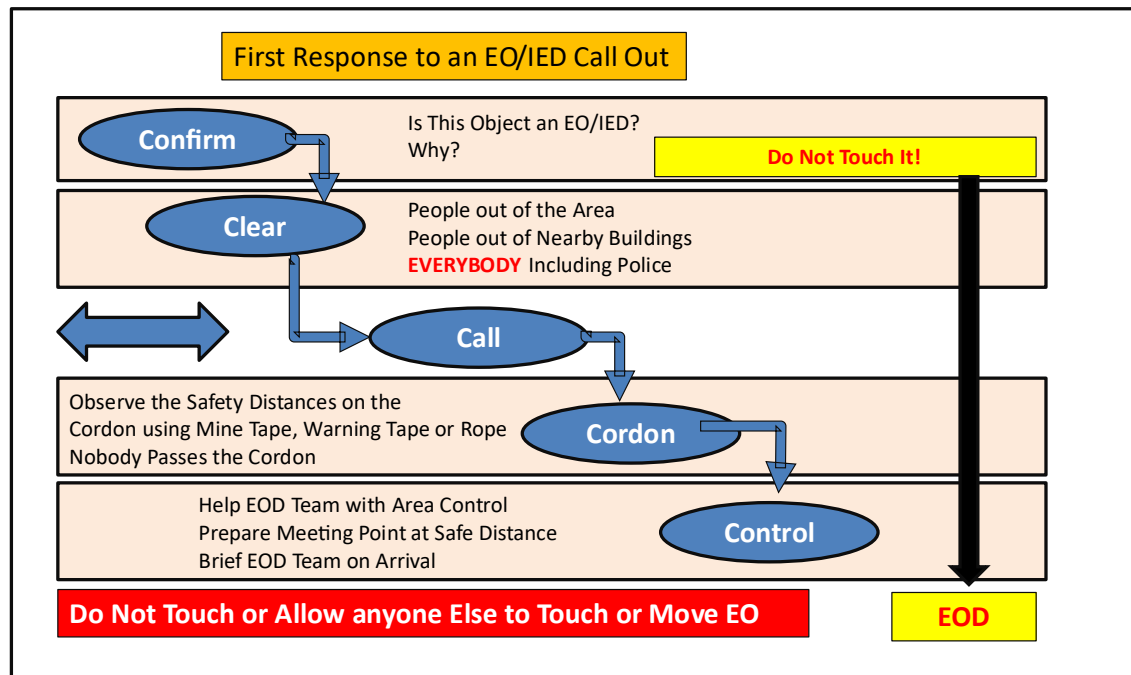 First Response to an EO/IED Call Out
Confirm
Is This Object an EO/IED?
Why?
Do Not Touch It!
Clear
People out of the Area
People out of Nearby Buildings
EVERYBODY Including Police
Call
Observe the Safety Distances on the
Cordon using Mine Tape, Warning Tape or Rope
Nobody Passes the Cordon
Cordon
Help EOD Team with Area Control
Prepare Meeting Point at Safe Distance
Brief EOD Team on Arrival
Control
Do Not Touch or Allow anyone Else to Touch or Move EO
EOD